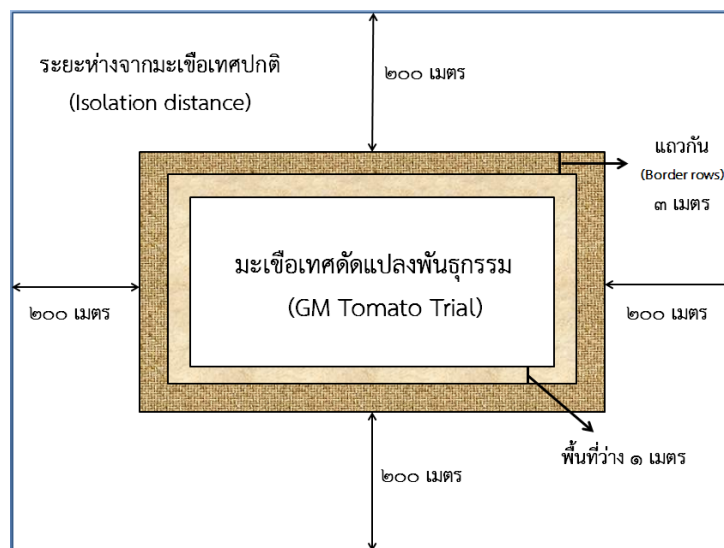 ระยะห่างจากมะเขือเทศปกติ
(Isolation distance)
๒๐๐ เมตร
แถวกัน
(Border rows)
๓ เมตร
มะเขือเทศดัดแปลงพันธุกรรม
(GM Tomato Trial)
๒๐๐ เมตร
๒๐๐ เมตร
พื้นที่ว่าง ๑ เมตร
๒๐๐ เมตร